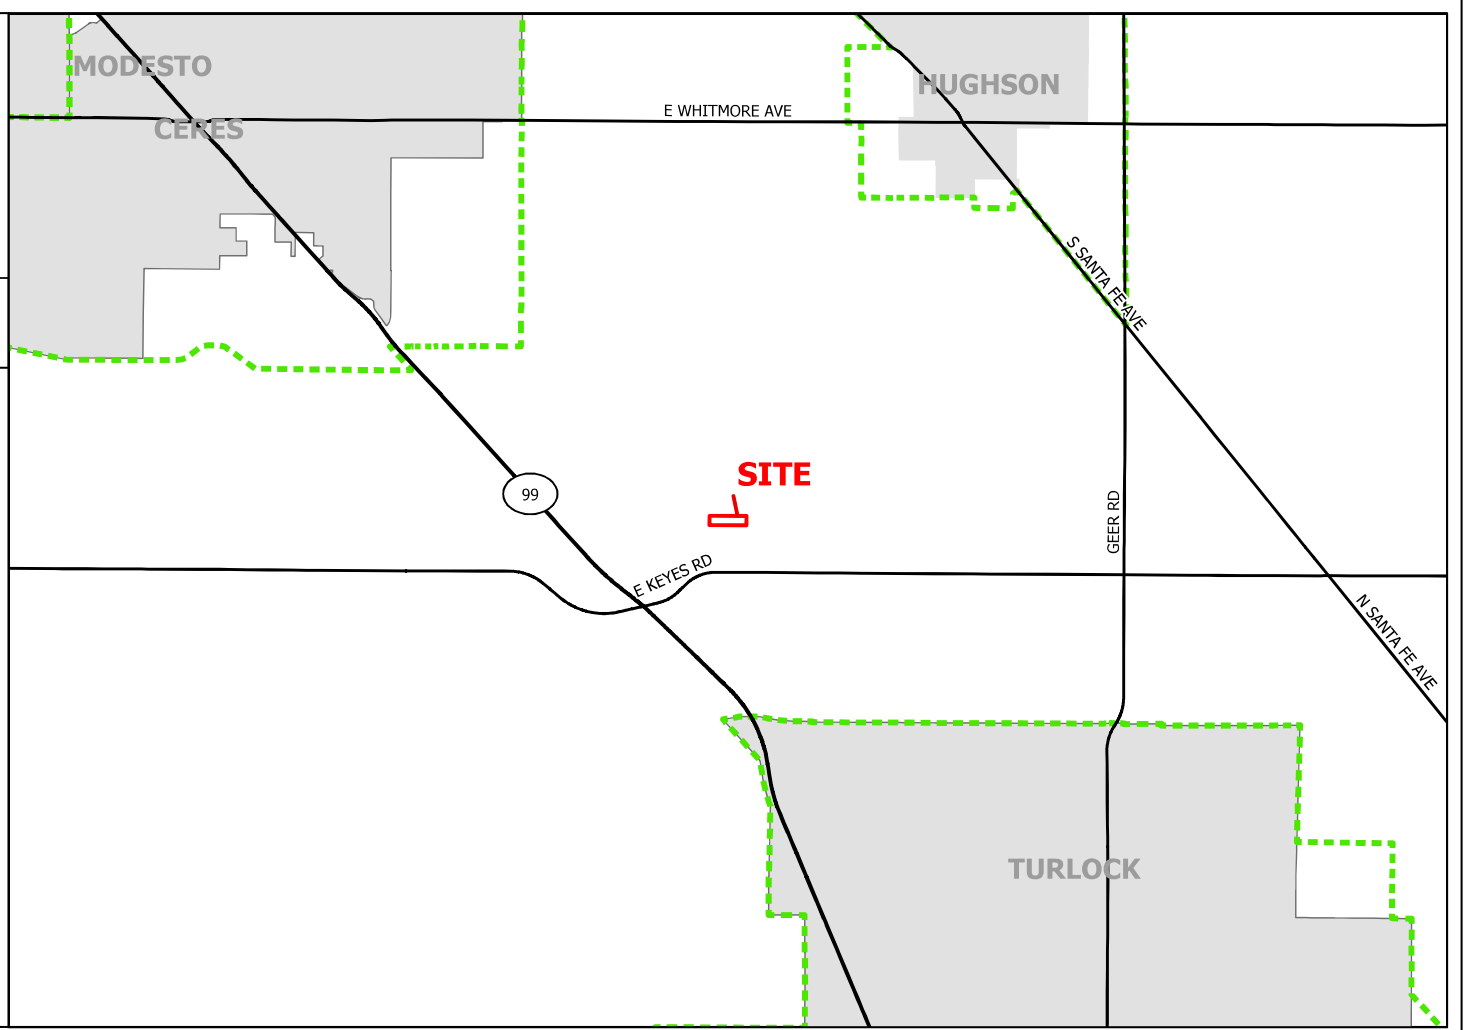 MODESTO
HUGHSON
E WHITMORE AVE
CERES
S SANTA FE AVE
SITE
99
GEER RD
E KEYES RD
N SANTA FE AVE
TURLOCK